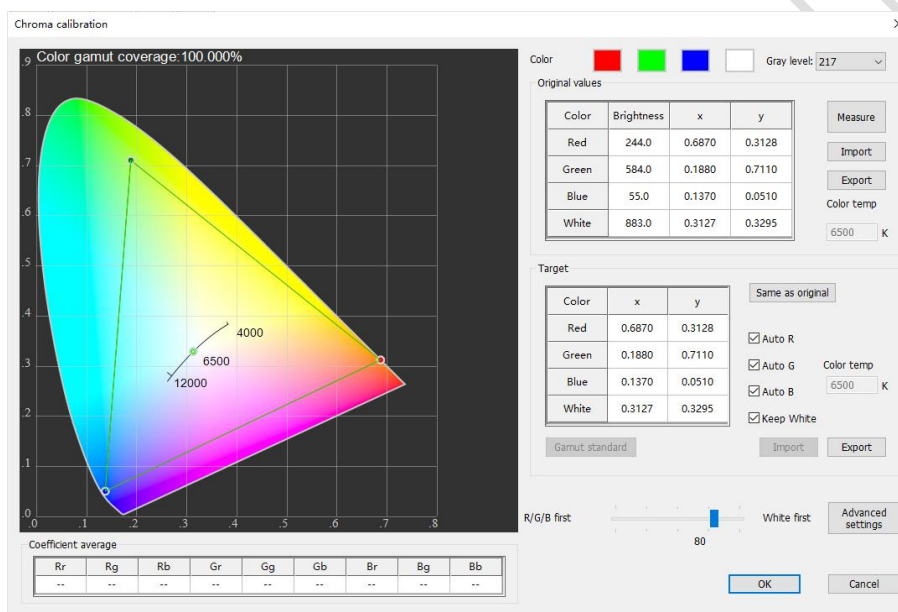 Chroma calibration
Color gamut coverage:100.000%
.9
.8
.7
.6
.5
.4
.3
.2
.1
.0
.0 .1 .2 .3 .4 .5 .6 .7 .8
4000
6500
12000
Coefficient average
Rr Rg Rb Gr Gg Gb Br Bg Bb
-- -- -- -- -- -- -- -- --
Color
Gray level: 217
Original values
Color Brightness x y
Red 244.0 0.6870 0.3128
Green 584.0 0.1880 0.7110
Blue 55.0 0.1370 0.0510
White 883.0 0.3127 0.3295
Measure
Import
Export
Color temp
6500 K
Target
Color x y
Red 0.6870 0.3128
Green 0.1880 0.7110
Blue 0.1370 0.0510
White 0.3127 0.3295
Same as original
Auto R
Auto G
Auto B
Keep White
Color temp
6500 K
Gamut standard
Import
Export
R/G/B first
White first
80
Advanced
settings
OK
Cancel